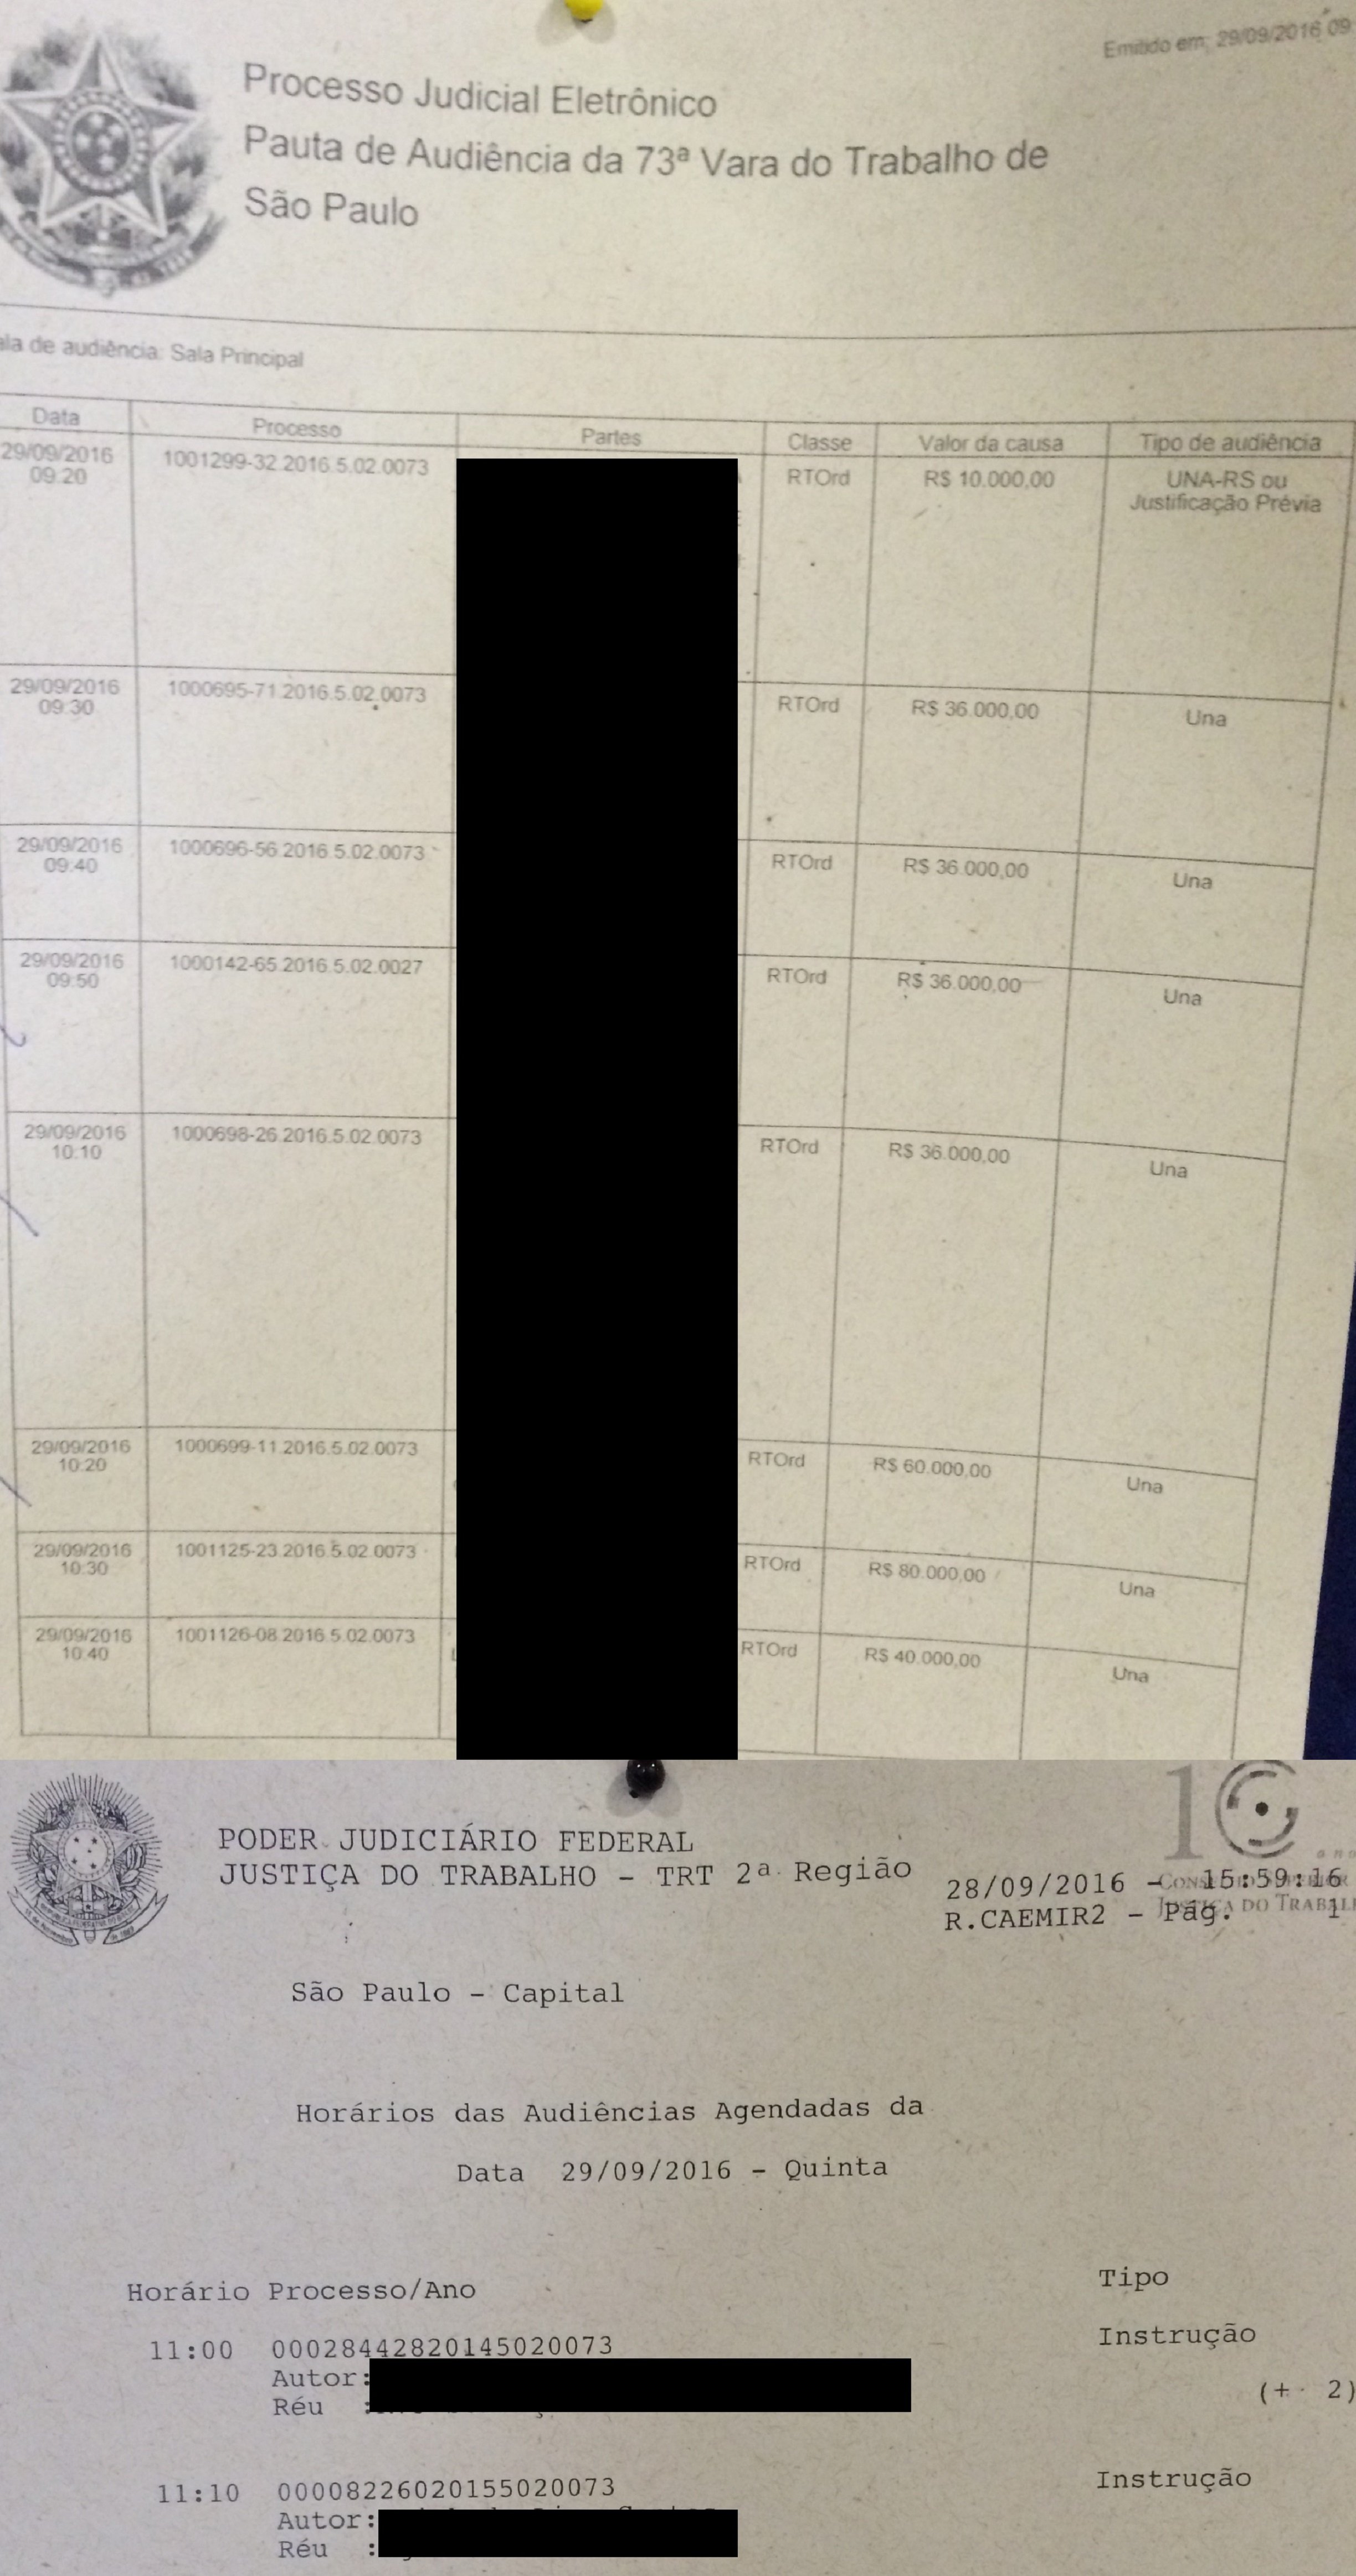 Emitido em: 29/09/2016 09
Processo Judicial Eletrônico
Pauta de Audiência da 73ª Vara do Trabalho de
São Paulo
ala de audiência: Sala Principal
Data Processo Partes Classe Valor da causa Tipo de audiência
29/09/2016 1001299-32.2016.5.02.0073 RTOrd R$ 10.000,00 UNA-RS ou
09:20 Justificação Prévia
29/09/2016 1000695-71.2016.5.02.0073 RTOrd R$ 36.000,00 Una
09:30
29/09/2016 1000696-56.2016.5.02.0073 RTOrd R$ 36.000,00 Una
09:40
29/09/2016 1000142-65.2016.5.02.0027 RTOrd R$ 36.000,00 Una
09:50
29/09/2016 1000698-26.2016.5.02.0073 RTOrd R$ 36.000,00 Una
10:10
29/09/2016 1000699-11.2016.5.02.0073 RTOrd R$ 60.000,00 Una
10:20
29/09/2016 1001125-23.2016.5.02.0073 RTOrd R$ 80.000,00 Una
10:30
29/09/2016 1001126-08.2016.5.02.0073 RTOrd R$ 40.000,00 Una
10:40
PODER JUDICIÁRIO FEDERAL
JUSTIÇA DO TRABALHO - TRT 2ª Região
28/09/2016 - 15:59:16
R.CAEMIR2 - Pág. 1
São Paulo - Capital
Horários das Audiências Agendadas da
Data 29/09/2016 - Quinta
Horário Processo/Ano Tipo
11:00 00028442820145020073 Instrução
Autor:
Réu : (+ 2)
11:10 00008226020155020073 Instrução
Autor:
Réu :